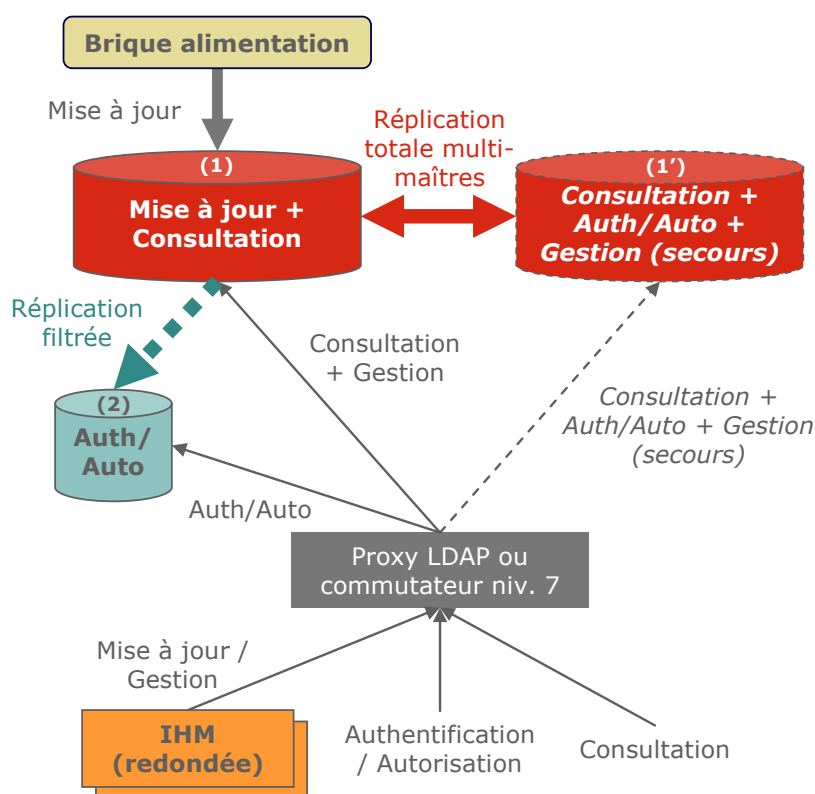 Brique alimentation
Mise à jour
Réplication
totale multi-
maîtres
(1)
Mise à jour +
Consultation
(1’)
Consultation +
Auth/Auto +
Gestion (secours)
Réplication
filtrée
Consultation
+ Gestion
Consultation +
Auth/Auto + Gestion
(secours)
(2)
Auth/
Auto
Auth/Auto
Proxy LDAP ou
commutateur niv. 7
Mise à jour /
Gestion
IHM
(redondée)
Authentification
/ Autorisation
Consultation